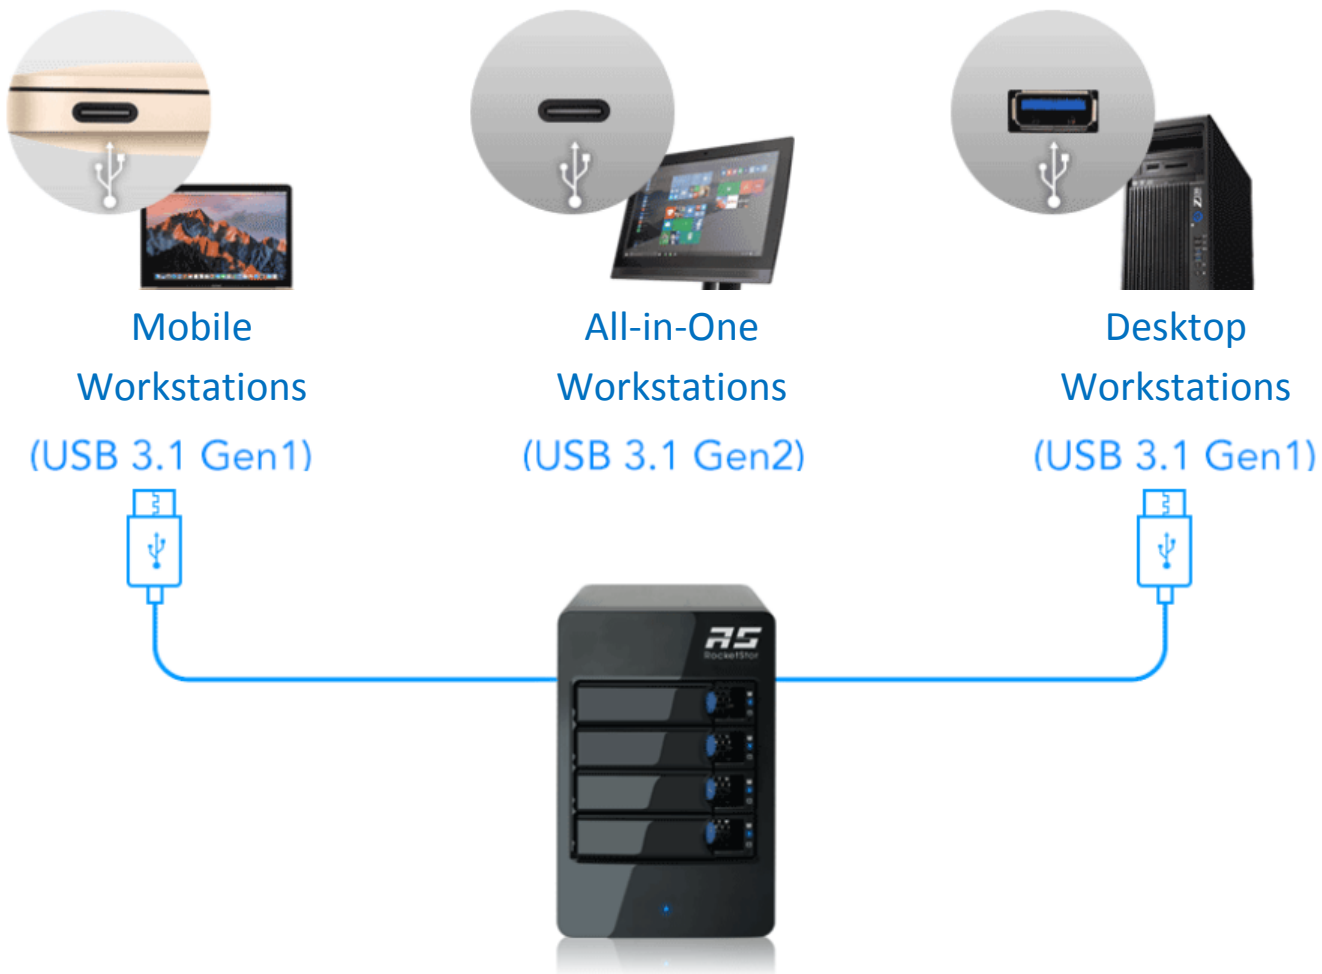 Mobile
Workstations
(USB 3.1 Gen1)
All-in-One
Workstations
(USB 3.1 Gen2)
Desktop
Workstations
(USB 3.1 Gen1)
RS
RocketStor